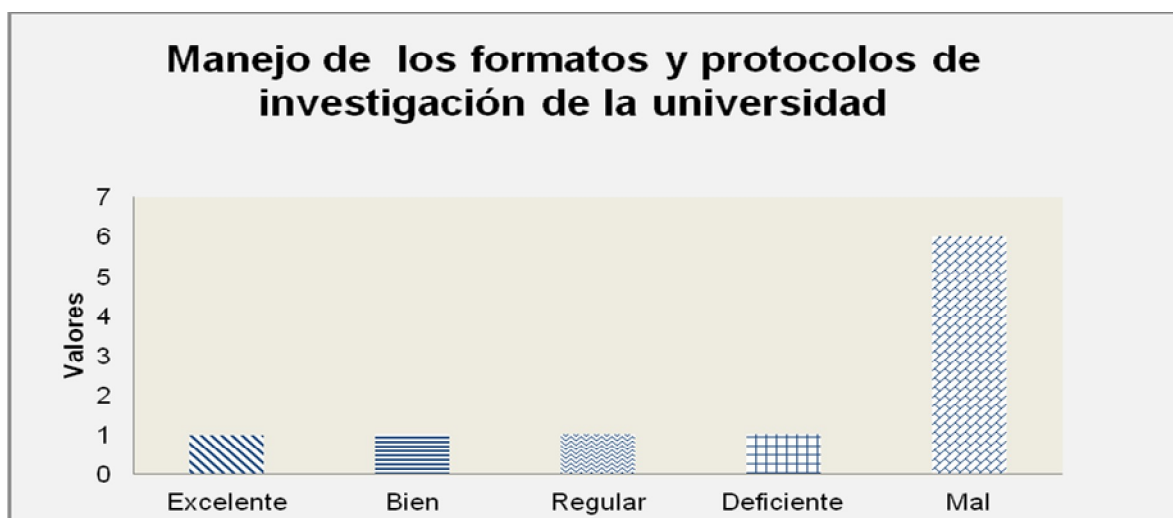 Manejo de  los formatos y protocolos de
investigación de la universidad
7
6
5
4
3
2
1
0
Valores
Excelente
Bien
Regular
Deficiente
Mal